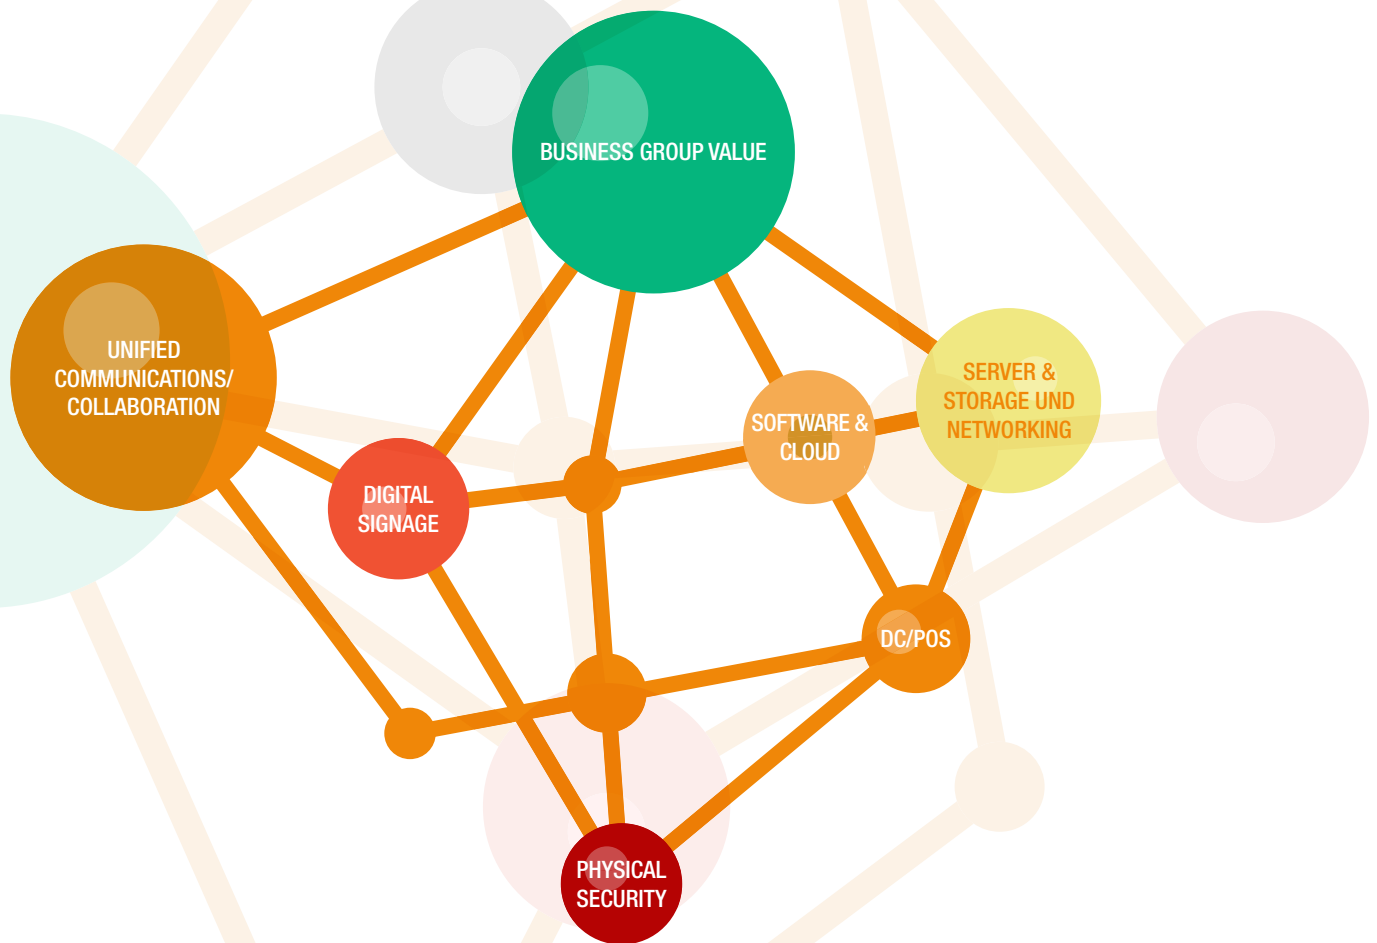 BUSINESS GROUP VALUE
UNIFIED
COMMUNICATIONS/
COLLABORATION
SERVER &
STORAGE UND
NETWORKING
SOFTWARE &
CLOUD
DIGITAL
SIGNAGE
DC/POS
PHYSICAL
SECURITY